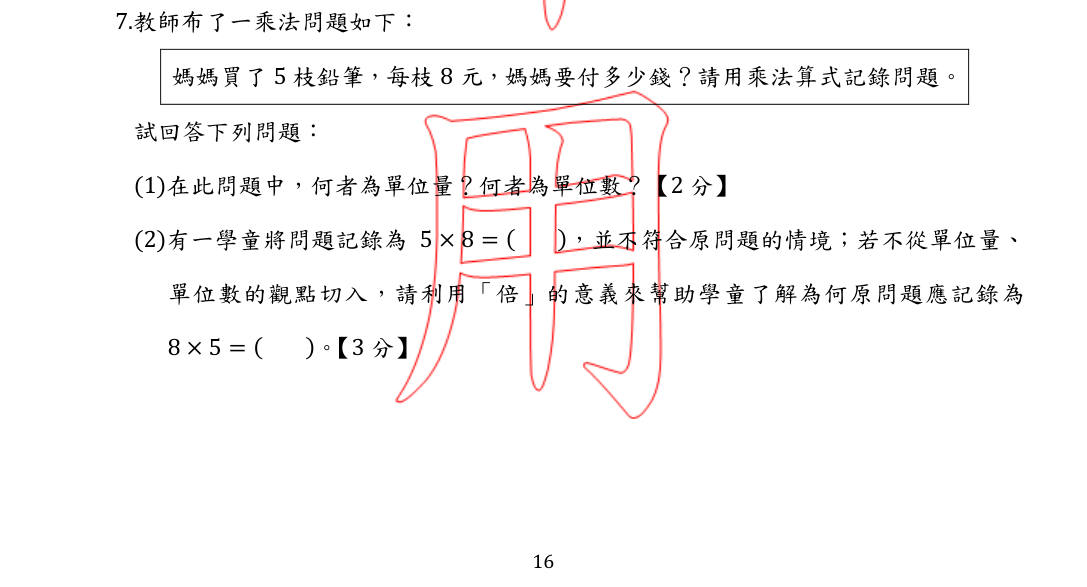 7.教師布了一乘法問題如下：
媽媽買了 5 枝鉛筆，每枝 8 元，媽媽要付多少錢？請用乘法算式記錄問題。
試回答下列問題：
(1)在此問題中，何者為單位量？何者為單位數？【2 分】
(2)有一學童將問題記錄為 5 × 8 = (    )，並不符合原問題的情境；若不從單位量、
單位數的觀點切入，請利用「倍」的意義來幫助學童了解為何原問題應記錄為
8 × 5 = (    )。【3 分】
用
16